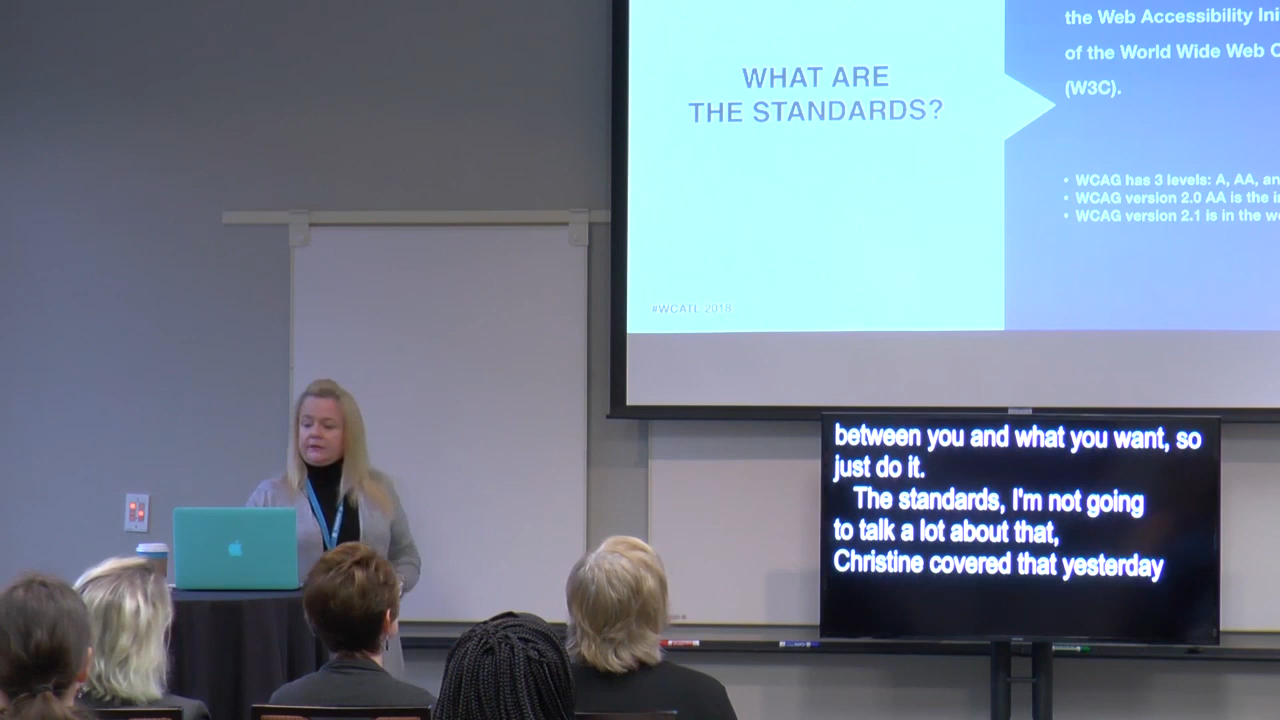 the Web Accessibility Ini
of the World Wide Web C
(W3C).
WHAT ARE
THE STANDARDS?
• WCAG has 3 levels: A, AA, an
• WCAG version 2.0 AA is the i
• WCAG version 2.1 is in the w
#WCATL 2018
between you and what you want, so
just do it.
The standards, I'm not going
to talk a lot about that,
Christine covered that yesterday